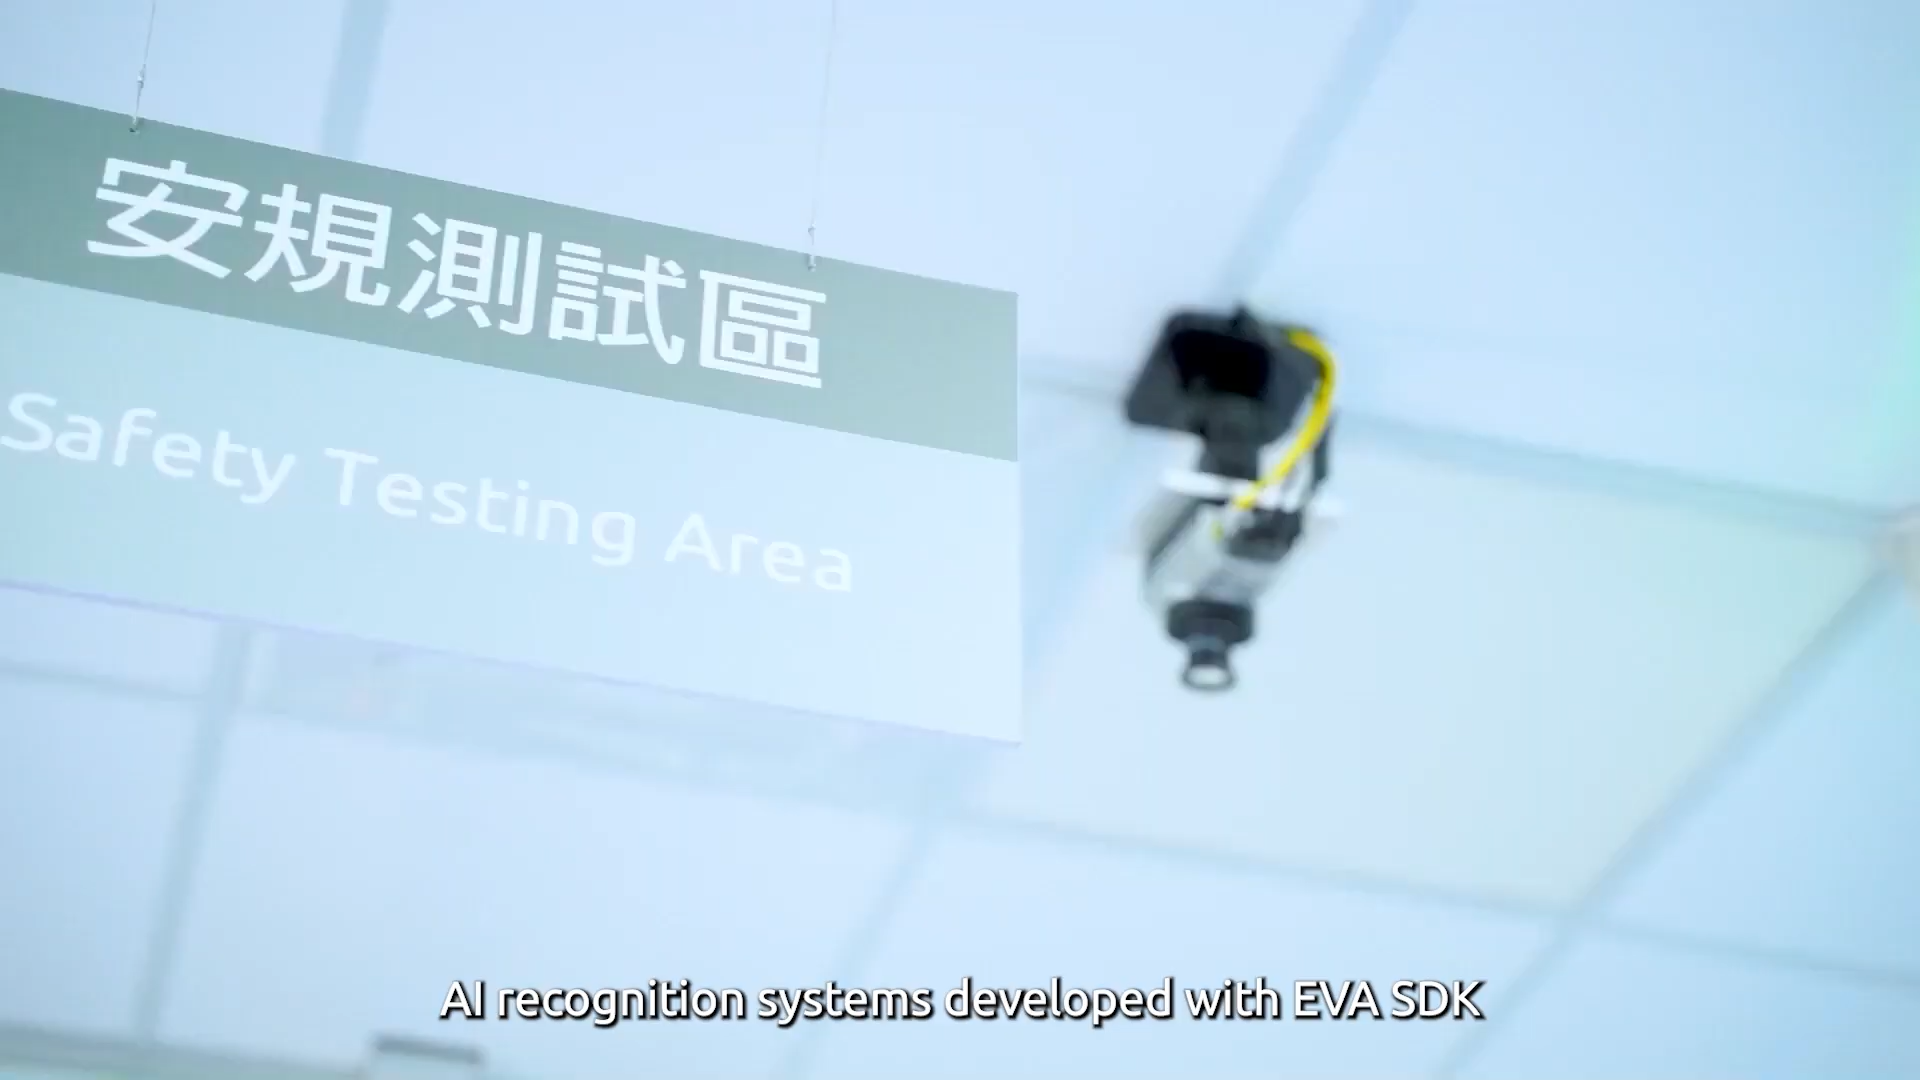 安規測試區
Safety Testing Area
AI recognition systems developed with EVA SDK